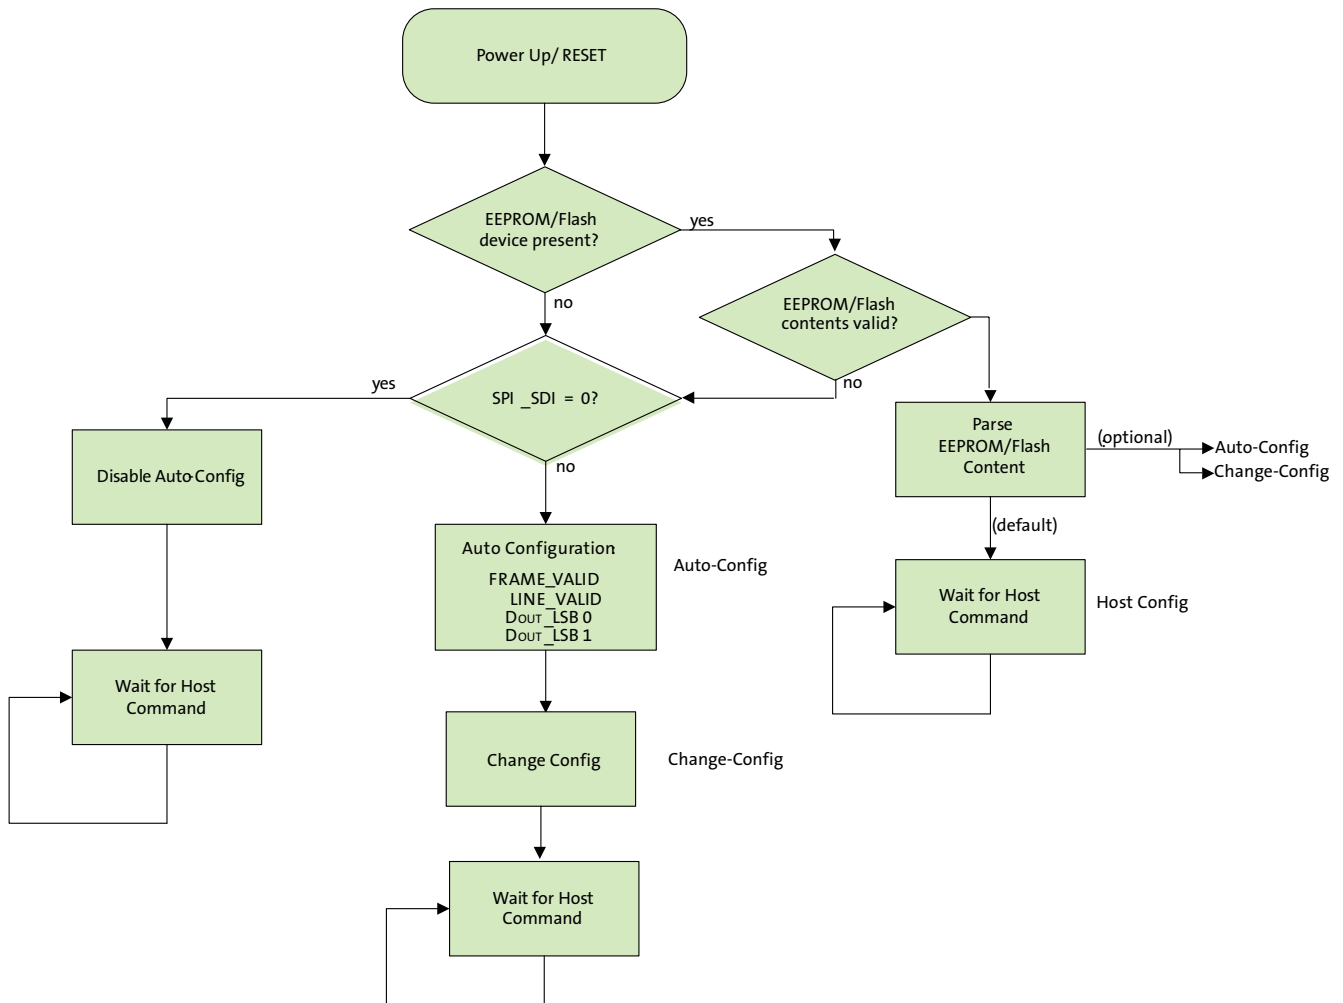 Power Up/ RESET
EEPROM/Flash
device present?
yes
no
EEPROM/Flash
contents valid?
no
yes
SPI _SDI = 0?
no
Disable Auto-Config
Parse
EEPROM/Flash
Content
(optional)
Auto-Config
Change-Config
(default)
Auto Configuration
FRAME_VALID
LINE_VALID
DOUT_LSB 0
DOUT_LSB 1
Auto-Config
Wait for Host
Command
Host Config
Wait for Host
Command
Change Config
Change-Config
Wait for Host
Command